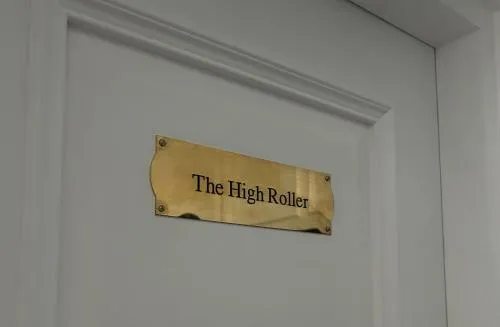 The High Roller